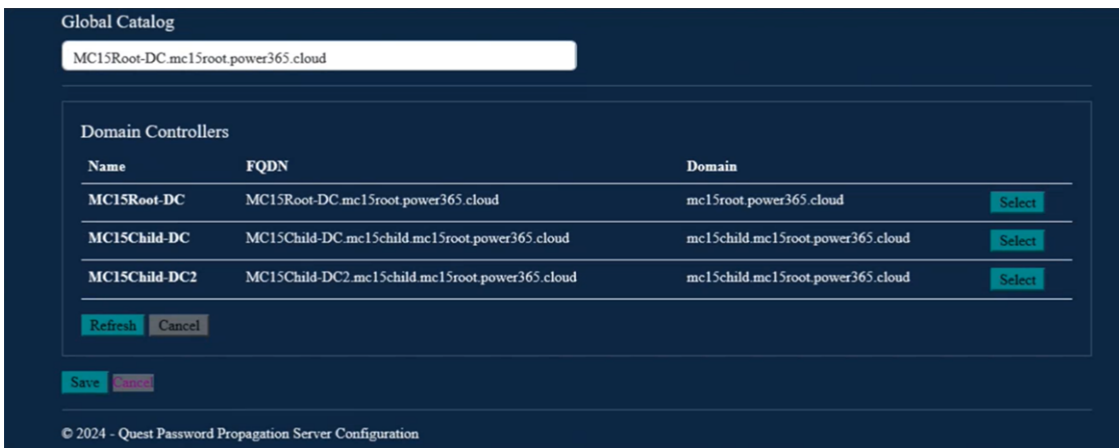 Global Catalog
MC15Root-DC.mc15root.power365.cloud
Domain Controllers
Name FQDN Domain
MC15Root-DC MC15Root-DC.mc15root.power365.cloud mc15root.power365.cloud Select
MC15Child-DC MC15Child-DC.mc15child.mc15root.power365.cloud mc15child.mc15root.power365.cloud Select
MC15Child-DC2 MC15Child-DC2.mc15child.mc15root.power365.cloud mc15child.mc15root.power365.cloud Select
Refresh Cancel
Save Cancel
© 2024 - Quest Password Propagation Server Configuration